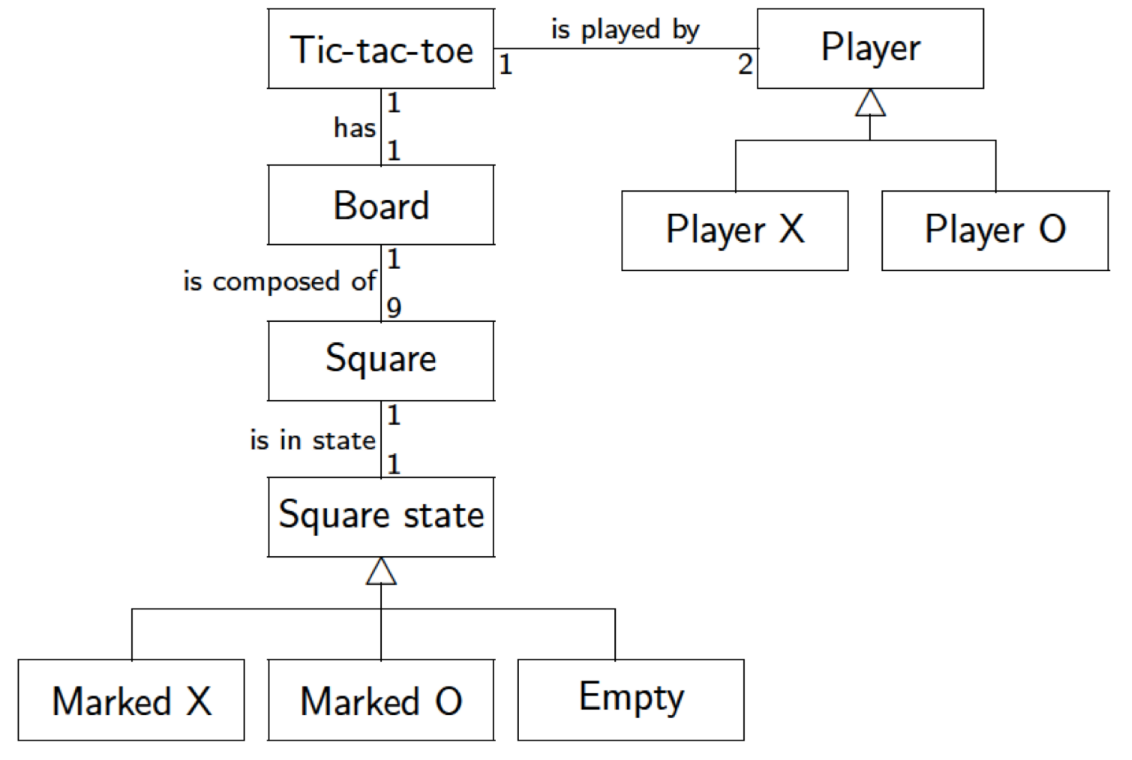 Tic-tac-toe
is played by
1
2
Player
1
has
1
Board
Player X
Player O
1
is composed of
9
Square
1
is in state
1
Square state
Marked X
Marked O
Empty